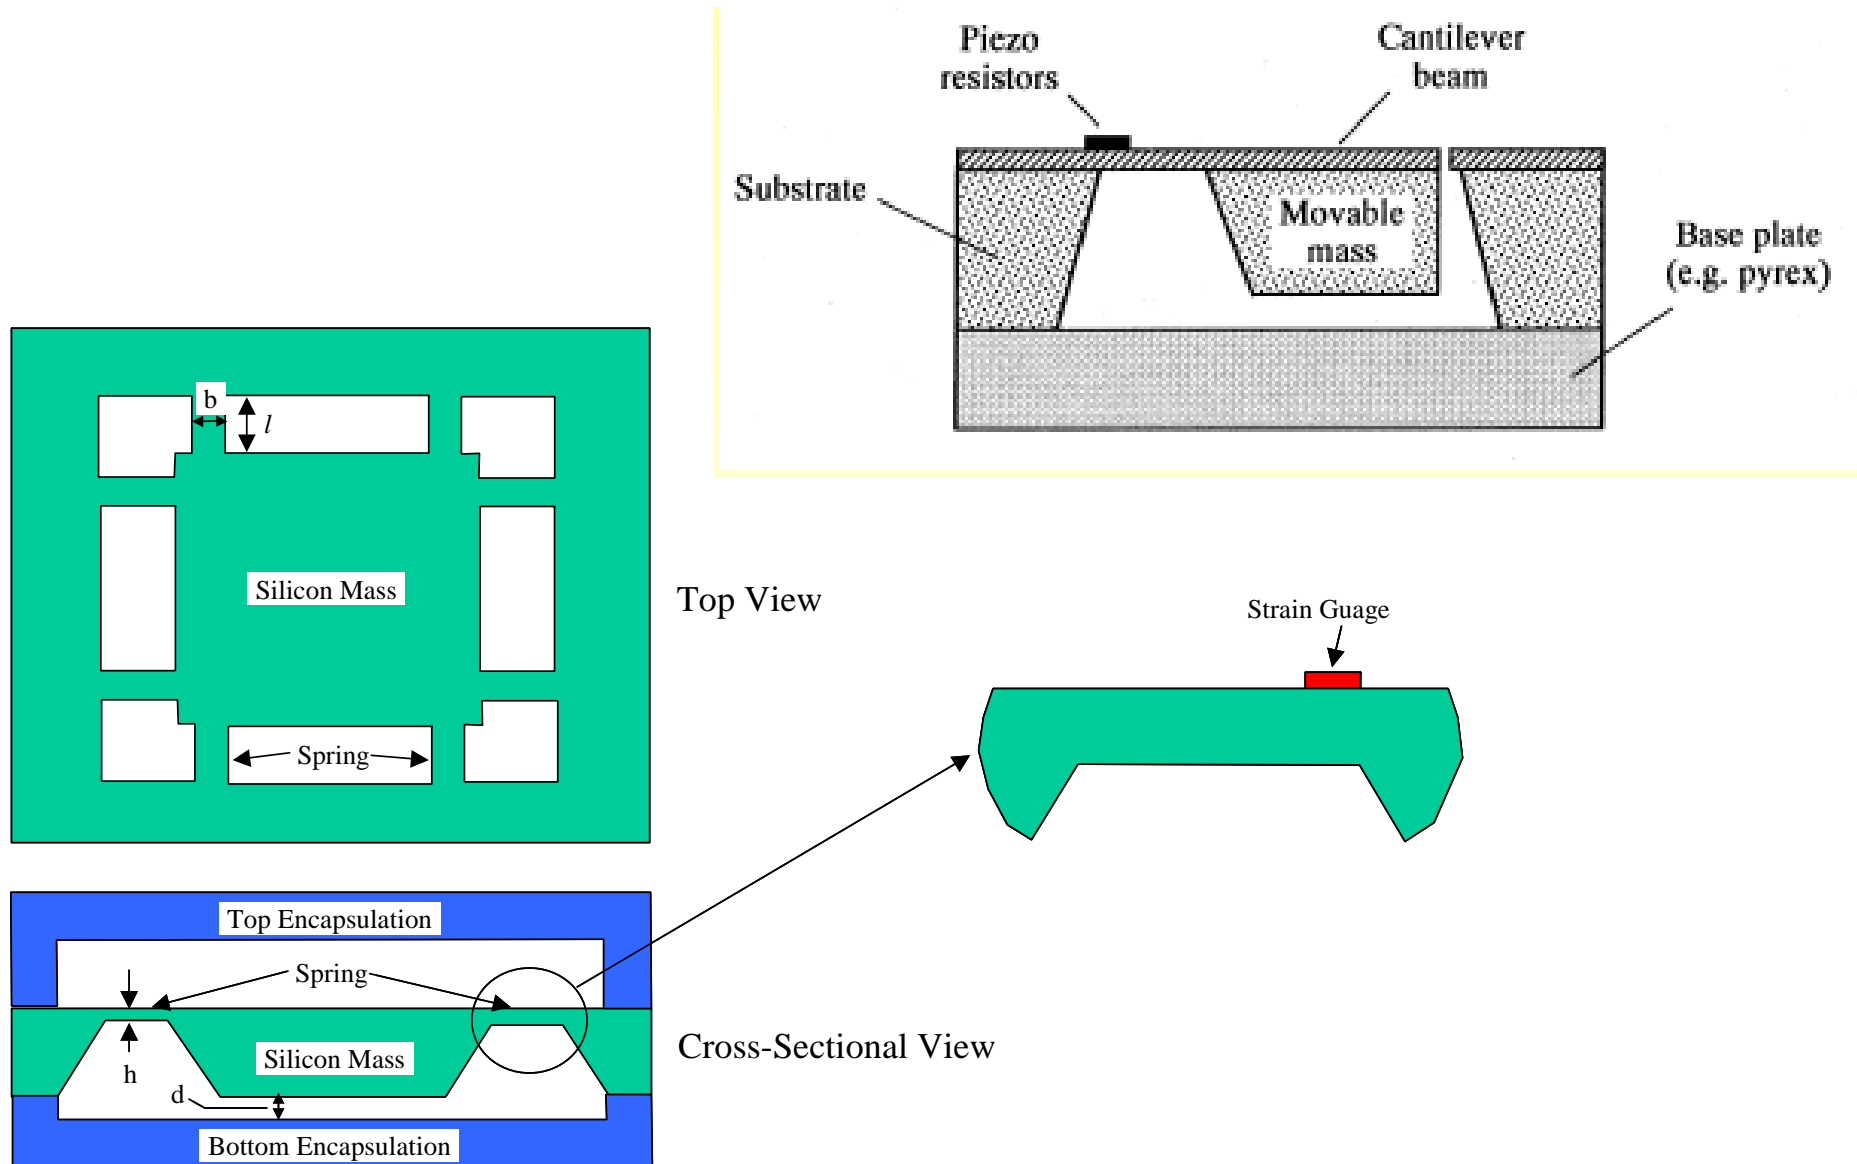 Piezo
resistors
Cantilever
beam
Substrate
Movable
mass
Base plate
(e.g. pyrex)
b
l
Silicon Mass
Top View
Spring
Strain Guage
Top Encapsulation
Spring
Silicon Mass
h
d
Cross-Sectional View
Bottom Encapsulation